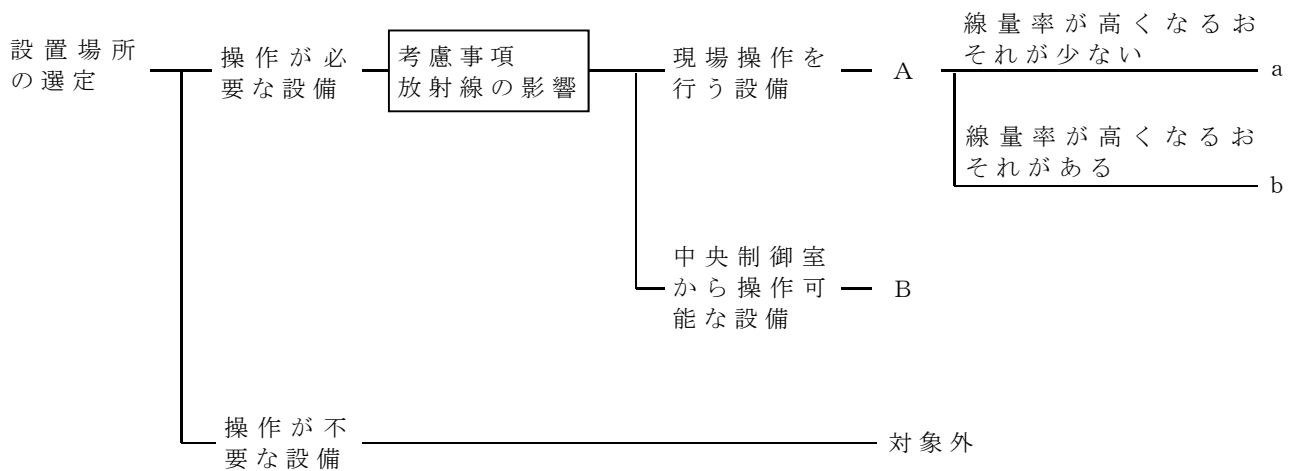 設置場所
の選定
操作が必
要な設備
考慮事項
放射線の影響
現場操作を
行う設備
A
線量率が高くなるお
それが少ない
a
線量率が高くなるお
それがある
b
中央制御室
から操作可
能な設備
B
操作が不
要な設備
対象外